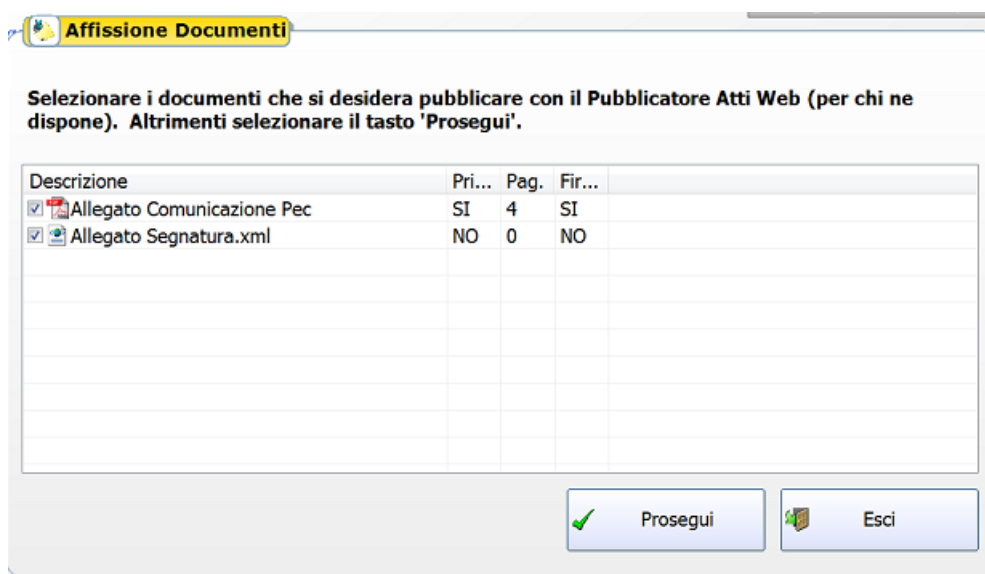 Affissione Documenti
Selezionare i documenti che si desidera pubblicare con il Pubblicatore Atti Web (per chi ne
dispone). Altrimenti selezionare il tasto 'Prosegui'.
Descrizione Pri... Pag. Fir...
Allegato Comunicazione Pec SI 4 SI
Allegato Segnatura.xml NO 0 NO
Prosegui Esci